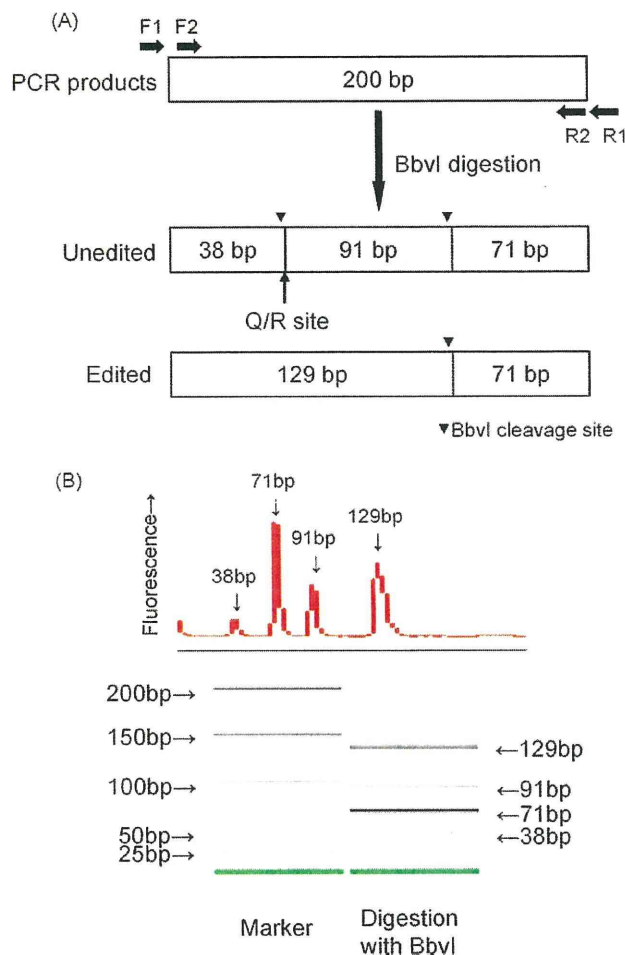 (A)
F1 F2
PCR products 200 bp
R2 R1
BbvI digestion
Unedited 38 bp 91 bp 71 bp
Q/R site
Edited 129 bp 71 bp
▼BbvI cleavage site
(B)
Fluorescence→
71bp
129bp
91bp
38bp
200bp→
150bp→
←129bp
100bp→
←91bp
←71bp
50bp→
←38bp
25bp→
Marker
Digestion
with BbvI